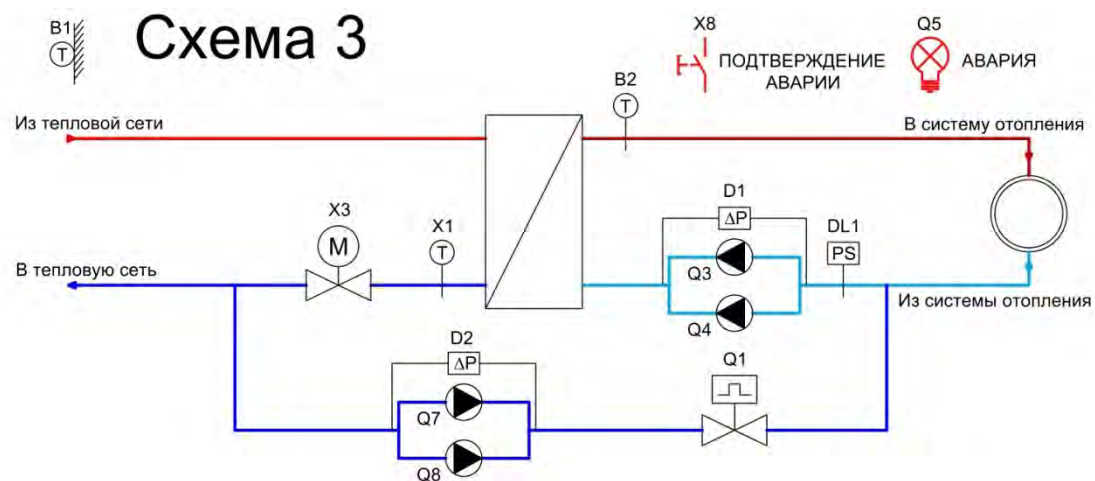 Схема 3
B1
T
X8
ПОДТВЕРЖДЕНИЕ
АВАРИИ
Q5
АВАРИЯ
B2
T
Из тепловой сети
В систему отопления
X3
M
X1
T
D1
ΔP
DL1
PS
Q3
Q4
В тепловую сеть
Из системы отопления
D2
ΔP
Q1
Q7
Q8